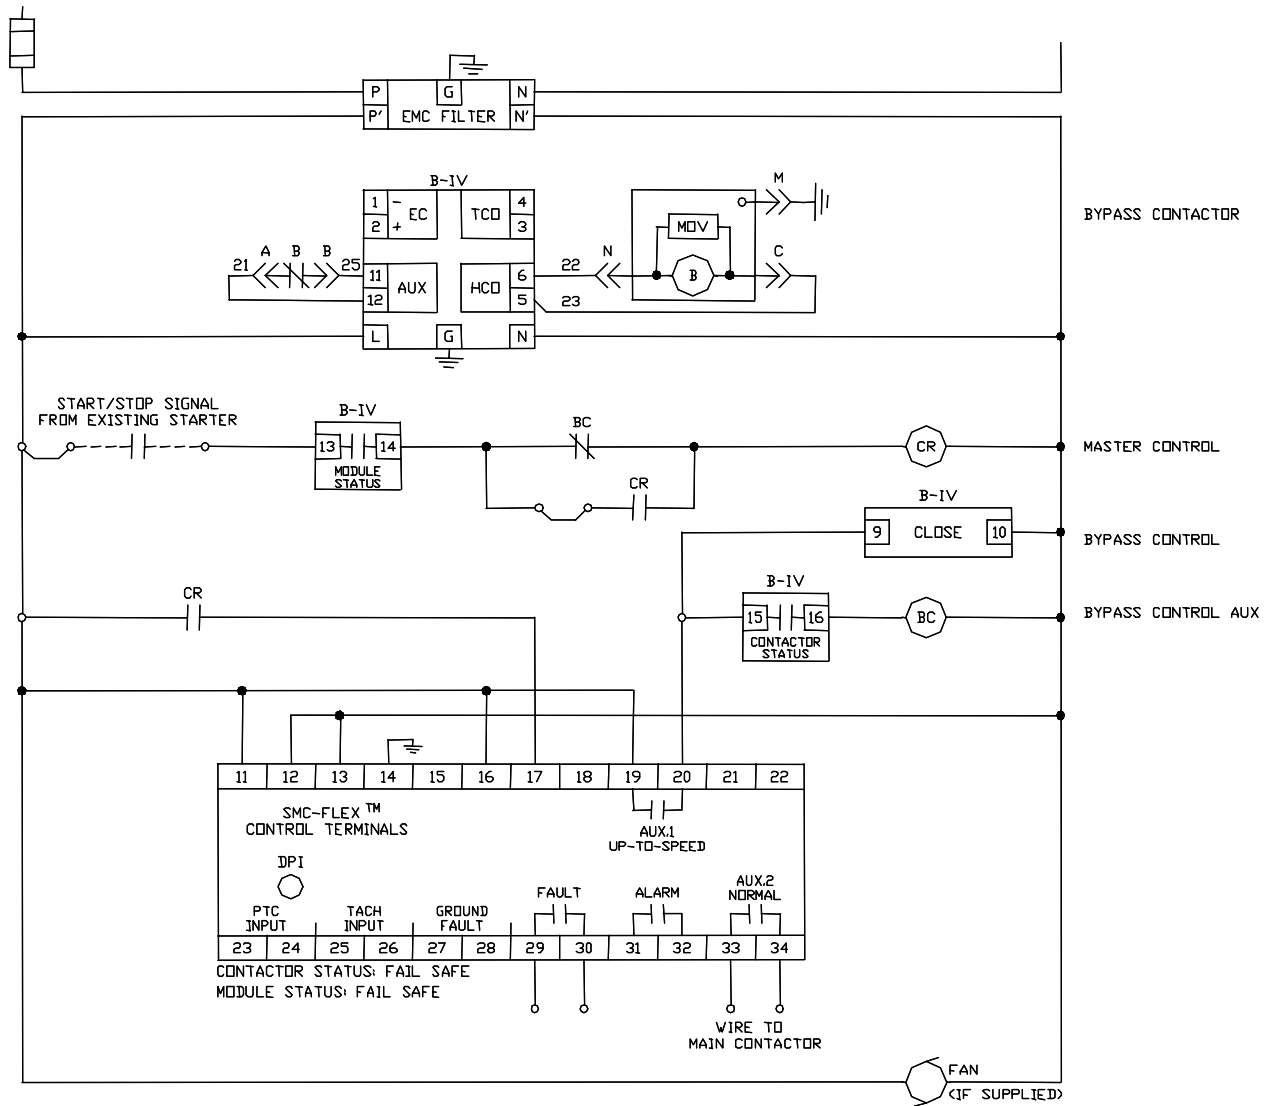 P G N
P' EMC FILTER N'
B-IV
M
1 - EC TCO 4
2 + 3
MOV
BYPASS CONTACTOR
A B B N C
21 25 11 AUX HCO 6 22 B
12 5 23
L G N
START/STOP SIGNAL
FROM EXISTING STARTER
B-IV
BC
13 14 CR MASTER CONTROL
MODULE
STATUS
CR
B-IV
9 CLOSE 10 BYPASS CONTROL
B-IV
CR
15 16 BC BYPASS CONTROL AUX
CONTACTOR
STATUS
11 12 13 14 15 16 17 18 19 20 21 22
SMC-FLEX™
CONTROL TERMINALS
AUX.1
UP-TO-SPEED
DPI
FAULT ALARM AUX.2
NORMAL
PTC
INPUT
TACH
INPUT
GROUND
FAULT
23 24 25 26 27 28 29 30 31 32 33 34
CONTACTOR STATUS: FAIL SAFE
MODULE STATUS: FAIL SAFE
WIRE TO
MAIN CONTACTOR
FAN
(IF SUPPLIED)